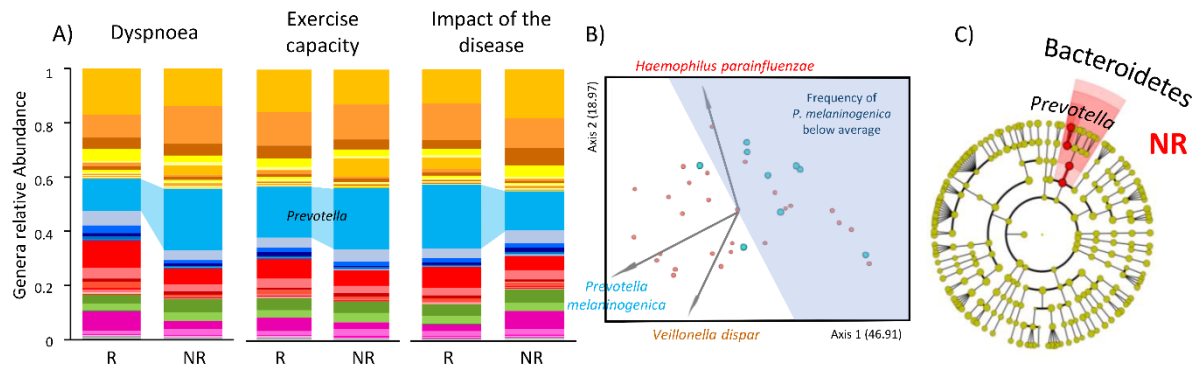 A)
Dyspnoea
Exercise
capacity
Impact of the
disease
Genera relative Abundance
1
0.8
0.6
0.4
0.2
0
Prevotella
R
NR
R
NR
R
NR
B)
Haemophilus parainfluenzae
Frequency of
P. melaninogenica
below average
Axis 2 (18.97)
Prevotella
melaninogenica
Veillonella dispar
Axis 1 (46.91)
C)
Bacteroidetes
Prevotella
NR